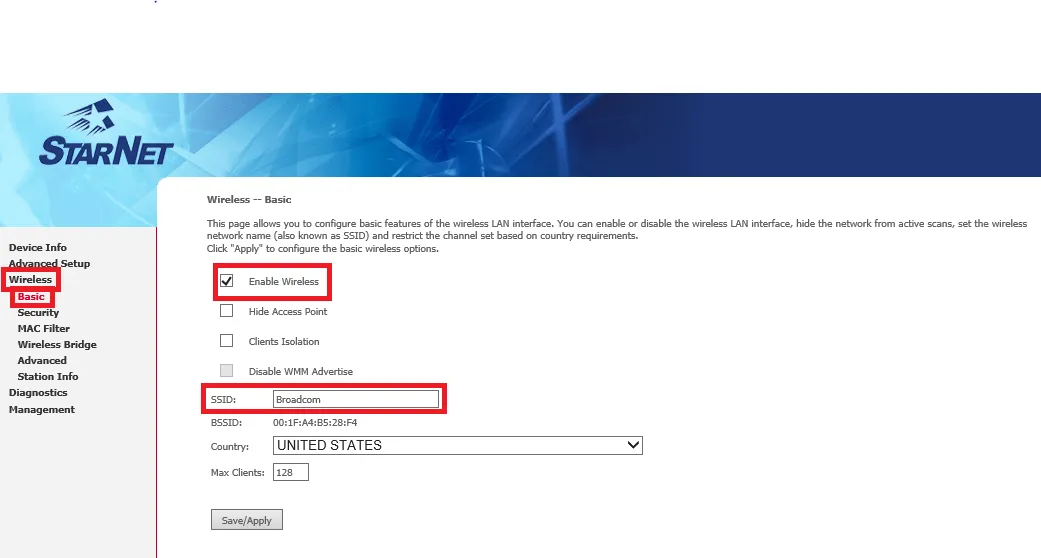 STARNET
Wireless -- Basic
This page allows you to configure basic features of the wireless LAN interface. You can enable or disable the wireless LAN interface, hide the network from active scans, set the wireless
network name (also known as SSID) and restrict the channel set based on country requirements.
Click "Apply" to configure the basic wireless options.
Device Info
Advanced Setup
Wireless
Basic
Security
MAC Filter
Wireless Bridge
Advanced
Station Info
Diagnostics
Management
Enable Wireless
Hide Access Point
Clients Isolation
Disable WMM Advertise
SSID: Broadcom
BSSID: 00:1F:A4:B5:28:F4
Country: UNITED STATES
Max Clients: 128
Save/Apply